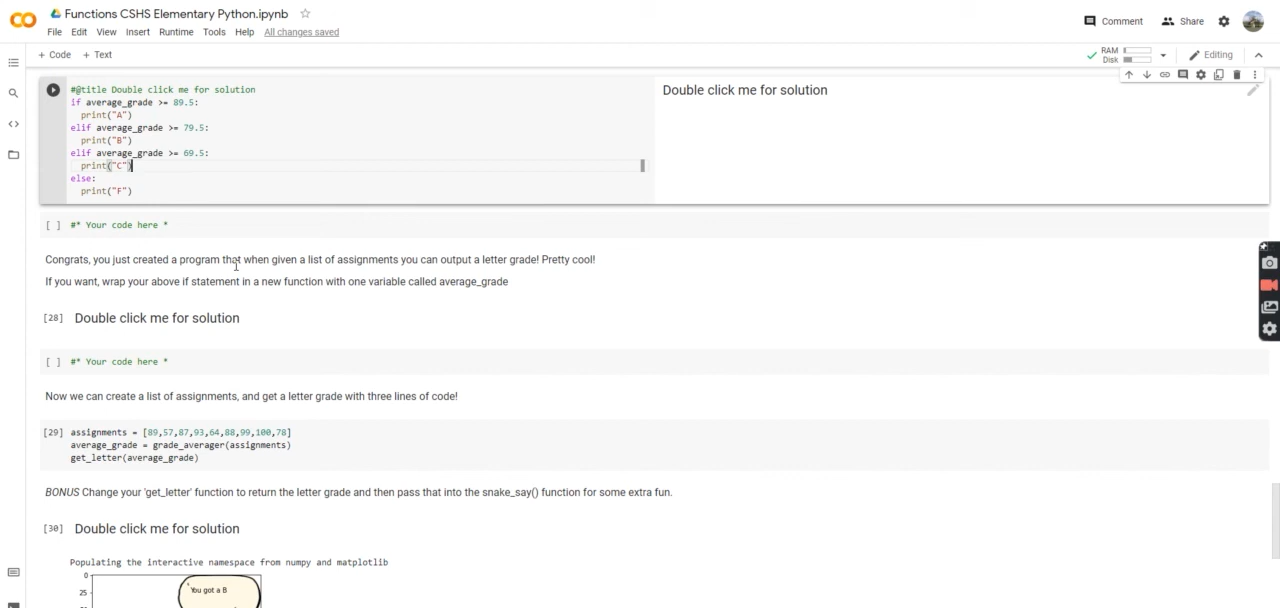 Functions CSHS Elementary Python.ipynb
File Edit View Insert Runtime Tools Help All changes saved
Comment Share
+ Code + Text
RAM
Disk
Editing
#@title Double click me for solution
if average_grade >= 89.5:
print("A")
elif average_grade >= 79.5:
print("B")
elif average_grade >= 69.5:
print("C")
else:
print("F")
Double click me for solution
[ ] #* Your code here *
Congrats, you just created a program that when given a list of assignments you can output a letter grade! Pretty cool!
If you want, wrap your above if statement in a new function with one variable called average_grade
[28] Double click me for solution
[ ] #* Your code here *
Now we can create a list of assignments, and get a letter grade with three lines of code!
[29] assignments = [89,57,87,93,64,88,99,100,78]
average_grade = grade_averager(assignments)
get_letter(average_grade)
BONUS Change your 'get_letter' function to return the letter grade and then pass that into the snake_say() function for some extra fun.
[30] Double click me for solution
Populating the interactive namespace from numpy and matplotlib
0
You got a B
25